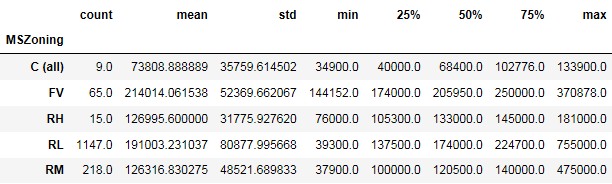 count mean std min 25% 50% 75% max
MSZoning
C (all) 9.0 73808.888889 35759.614502 34900.0 40000.0 68400.0 102776.0 133900.0
FV 65.0 214014.061538 52369.662067 144152.0 174000.0 205950.0 250000.0 370878.0
RH 15.0 126995.600000 31775.927620 76000.0 105300.0 133000.0 145000.0 181000.0
RL 1147.0 191003.231037 80877.995668 39300.0 137500.0 174000.0 224700.0 755000.0
RM 218.0 126316.830275 48521.689833 37900.0 100000.0 120500.0 140000.0 475000.0